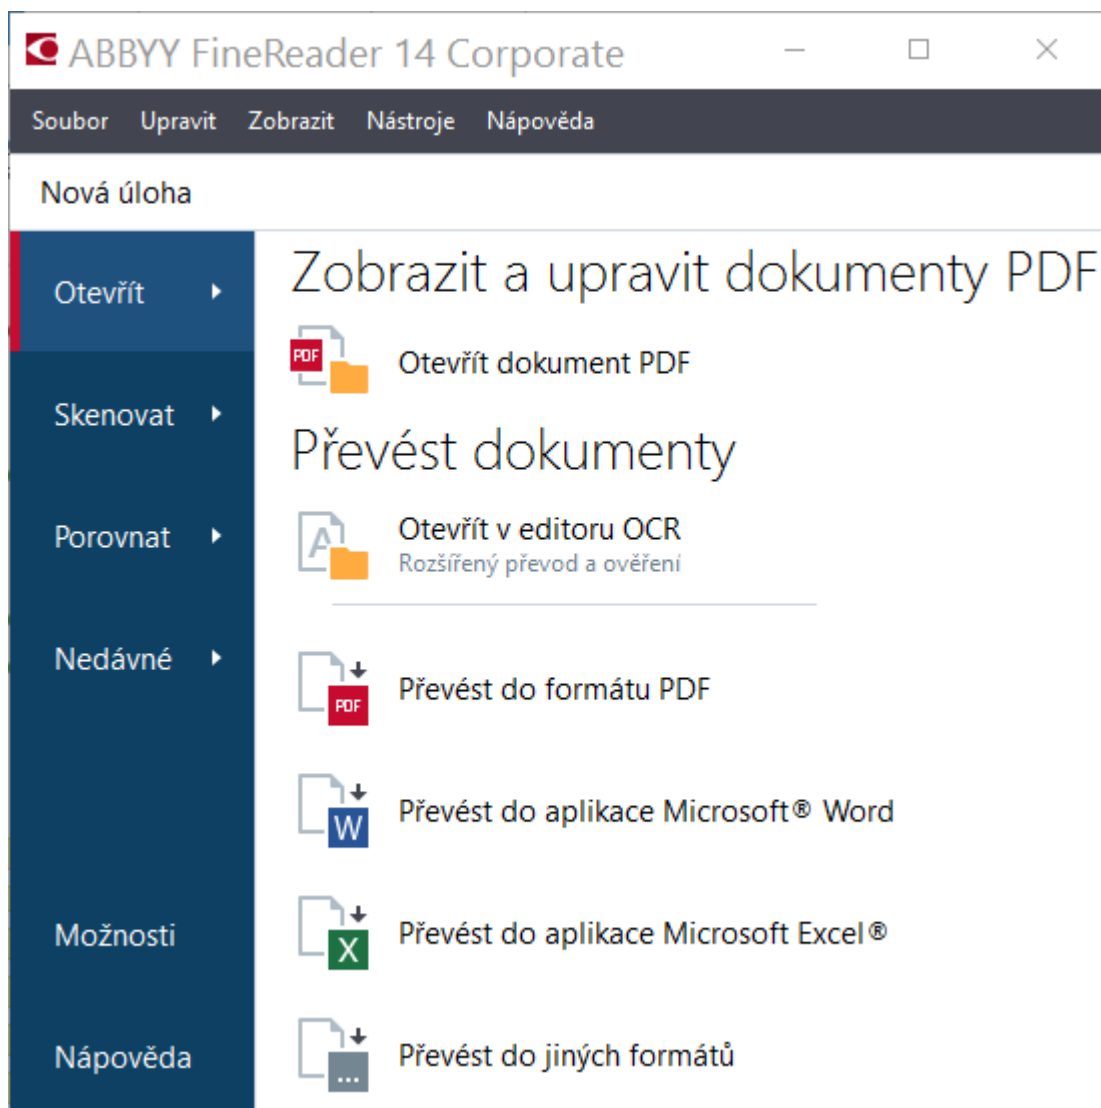 ABBYY FineReader 14 Corporate
Soubor Upravit Zobrazit Nástroje Nápověda
Nová úloha
Otevřít
Skenovat
Porovnat
Nedávné
Možnosti
Nápověda
Zobrazit a upravit dokumenty PDF
PDF
Otevřít dokument PDF
Převést dokumenty
A
Otevřít v editoru OCR
Rozšířený převod a ověření
PDF
Převést do formátu PDF
W
Převést do aplikace Microsoft® Word
X
Převést do aplikace Microsoft Excel®
...
Převést do jiných formátů